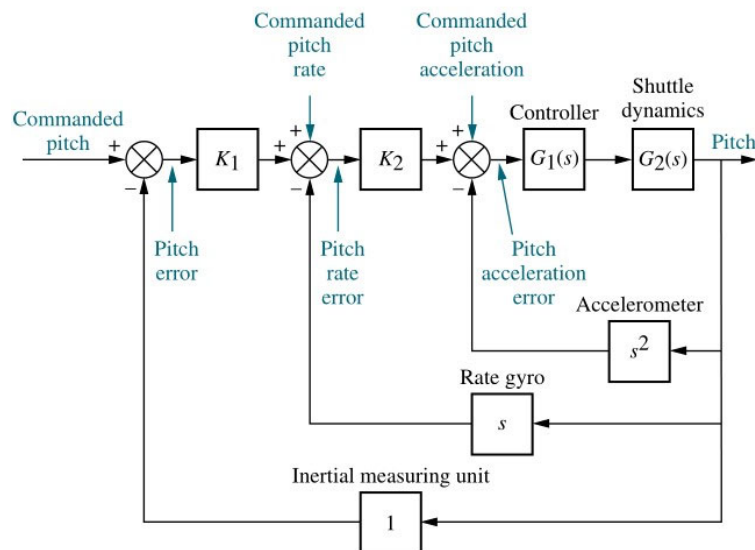 Commanded
pitch
rate
Commanded
pitch
acceleration
Shuttle
dynamics
Controller
Commanded
pitch
Pitch
+
−
K₁
+
+
−
K₂
+
+
−
G₁(s)
G₂(s)
Pitch
error
Pitch
rate
error
Pitch
acceleration
error
Accelerometer
s²
Rate gyro
s
Inertial measuring unit
1